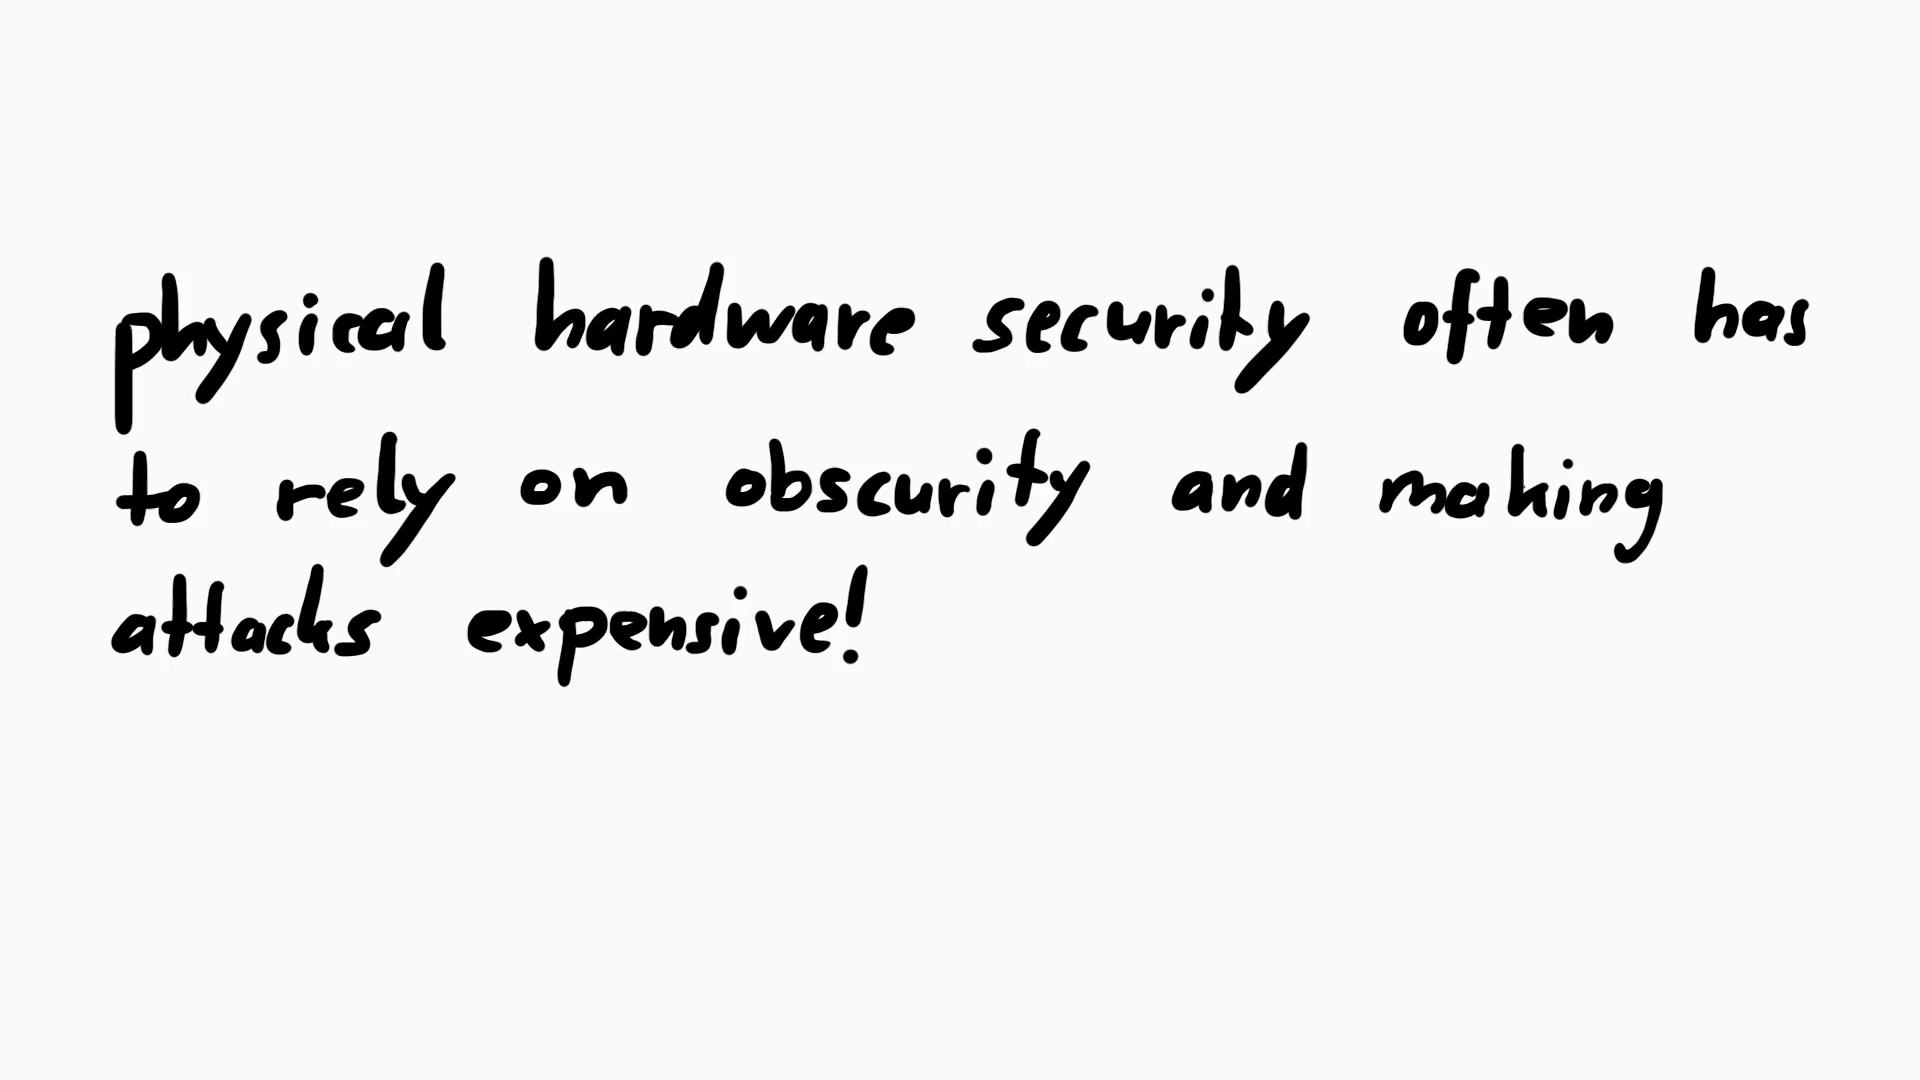 physical hardware security often has
to rely on obscurity and making
attacks expensive!